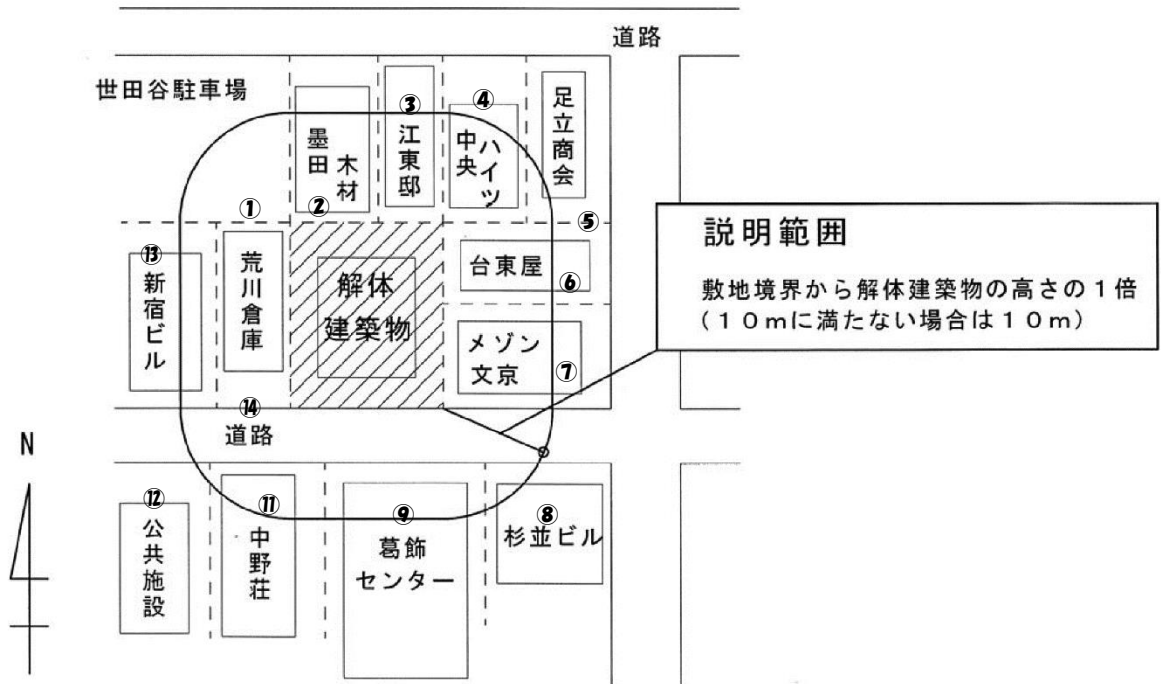 道路
世田谷駐車場
③
④
足立商会
墨田
木材
江東邸
中央
ハイツ
①
②
⑤
説明範囲
敷地境界から解体建築物の高さの1倍
(10mに満たない場合は10m)
⑬
新宿ビル
荒川倉庫
解体
建築物
台東屋
⑥
メゾン
文京
⑦
⑭
道路
N
⑫
公共施設
⑪
中野荘
⑨
葛飾
センター
⑧
杉並ビル